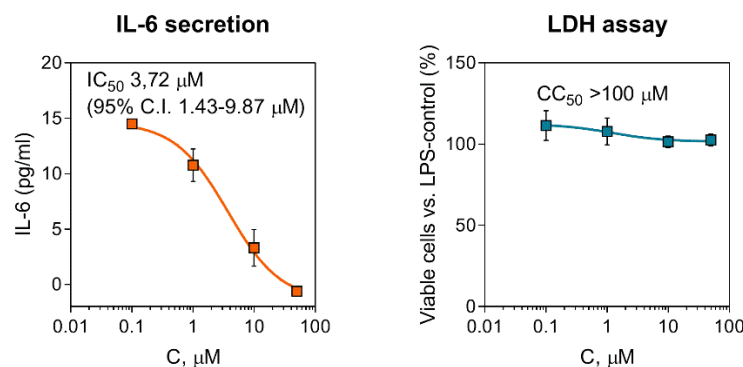 IL-6 secretion
IC50 3,72 μM
(95% C.I. 1.43-9.87 μM)
IL-6 (pg/ml)
20
15
10
5
0
0.01
0.1
1
10
100
C, μM
LDH assay
CC50 >100 μM
Viable cells vs. LPS-control (%)
150
100
50
0
0.01
0.1
1
10
100
C, μM